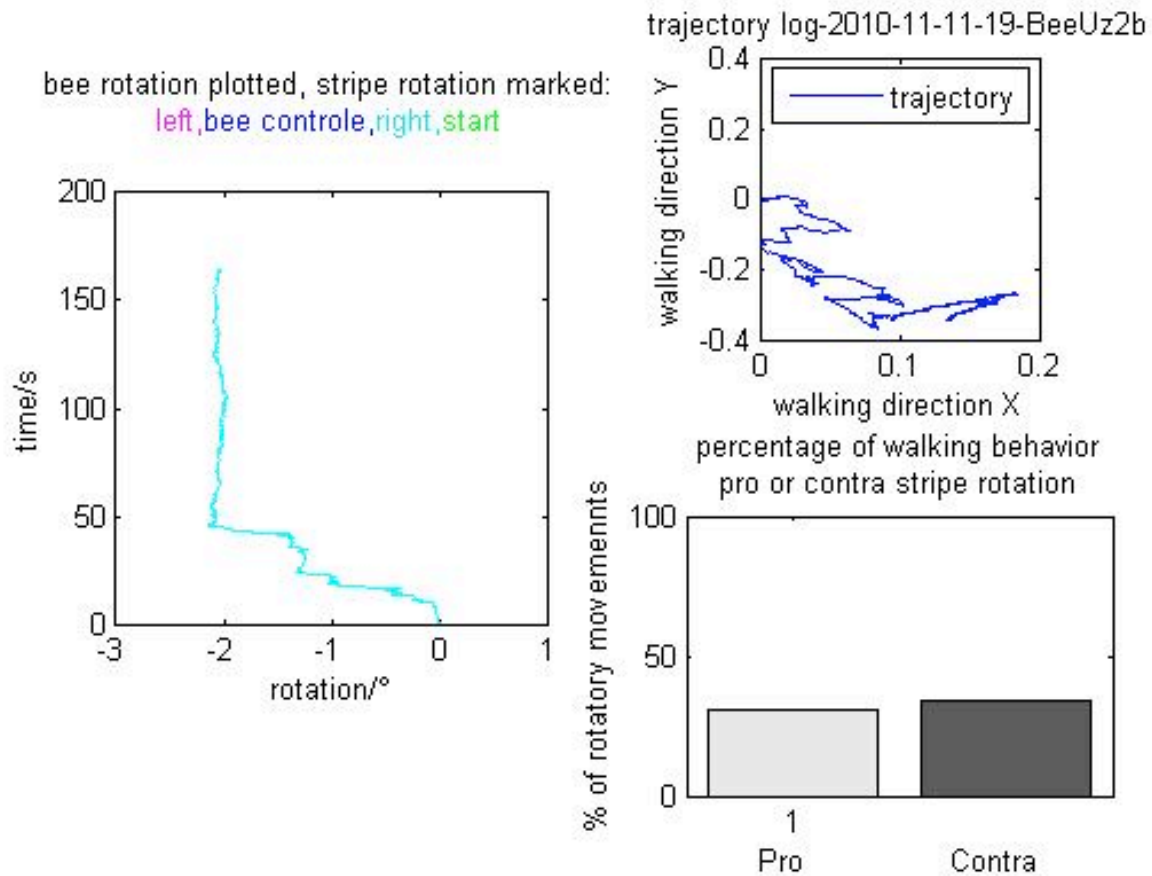 bee rotation plotted, stripe rotation marked:
left,bee controle,right,start
200
150
100
50
0
-3 -2 -1 0 1
time/s
rotation/°
trajectory log-2010-11-11-19-BeeUz2b
0.4
0.2
0
-0.2
-0.4
trajectory
walking direction Y
0 0.1 0.2
walking direction X
percentage of walking behavior
pro or contra stripe rotation
100
50
0
% of rotatory movemennts
1
Pro Contra